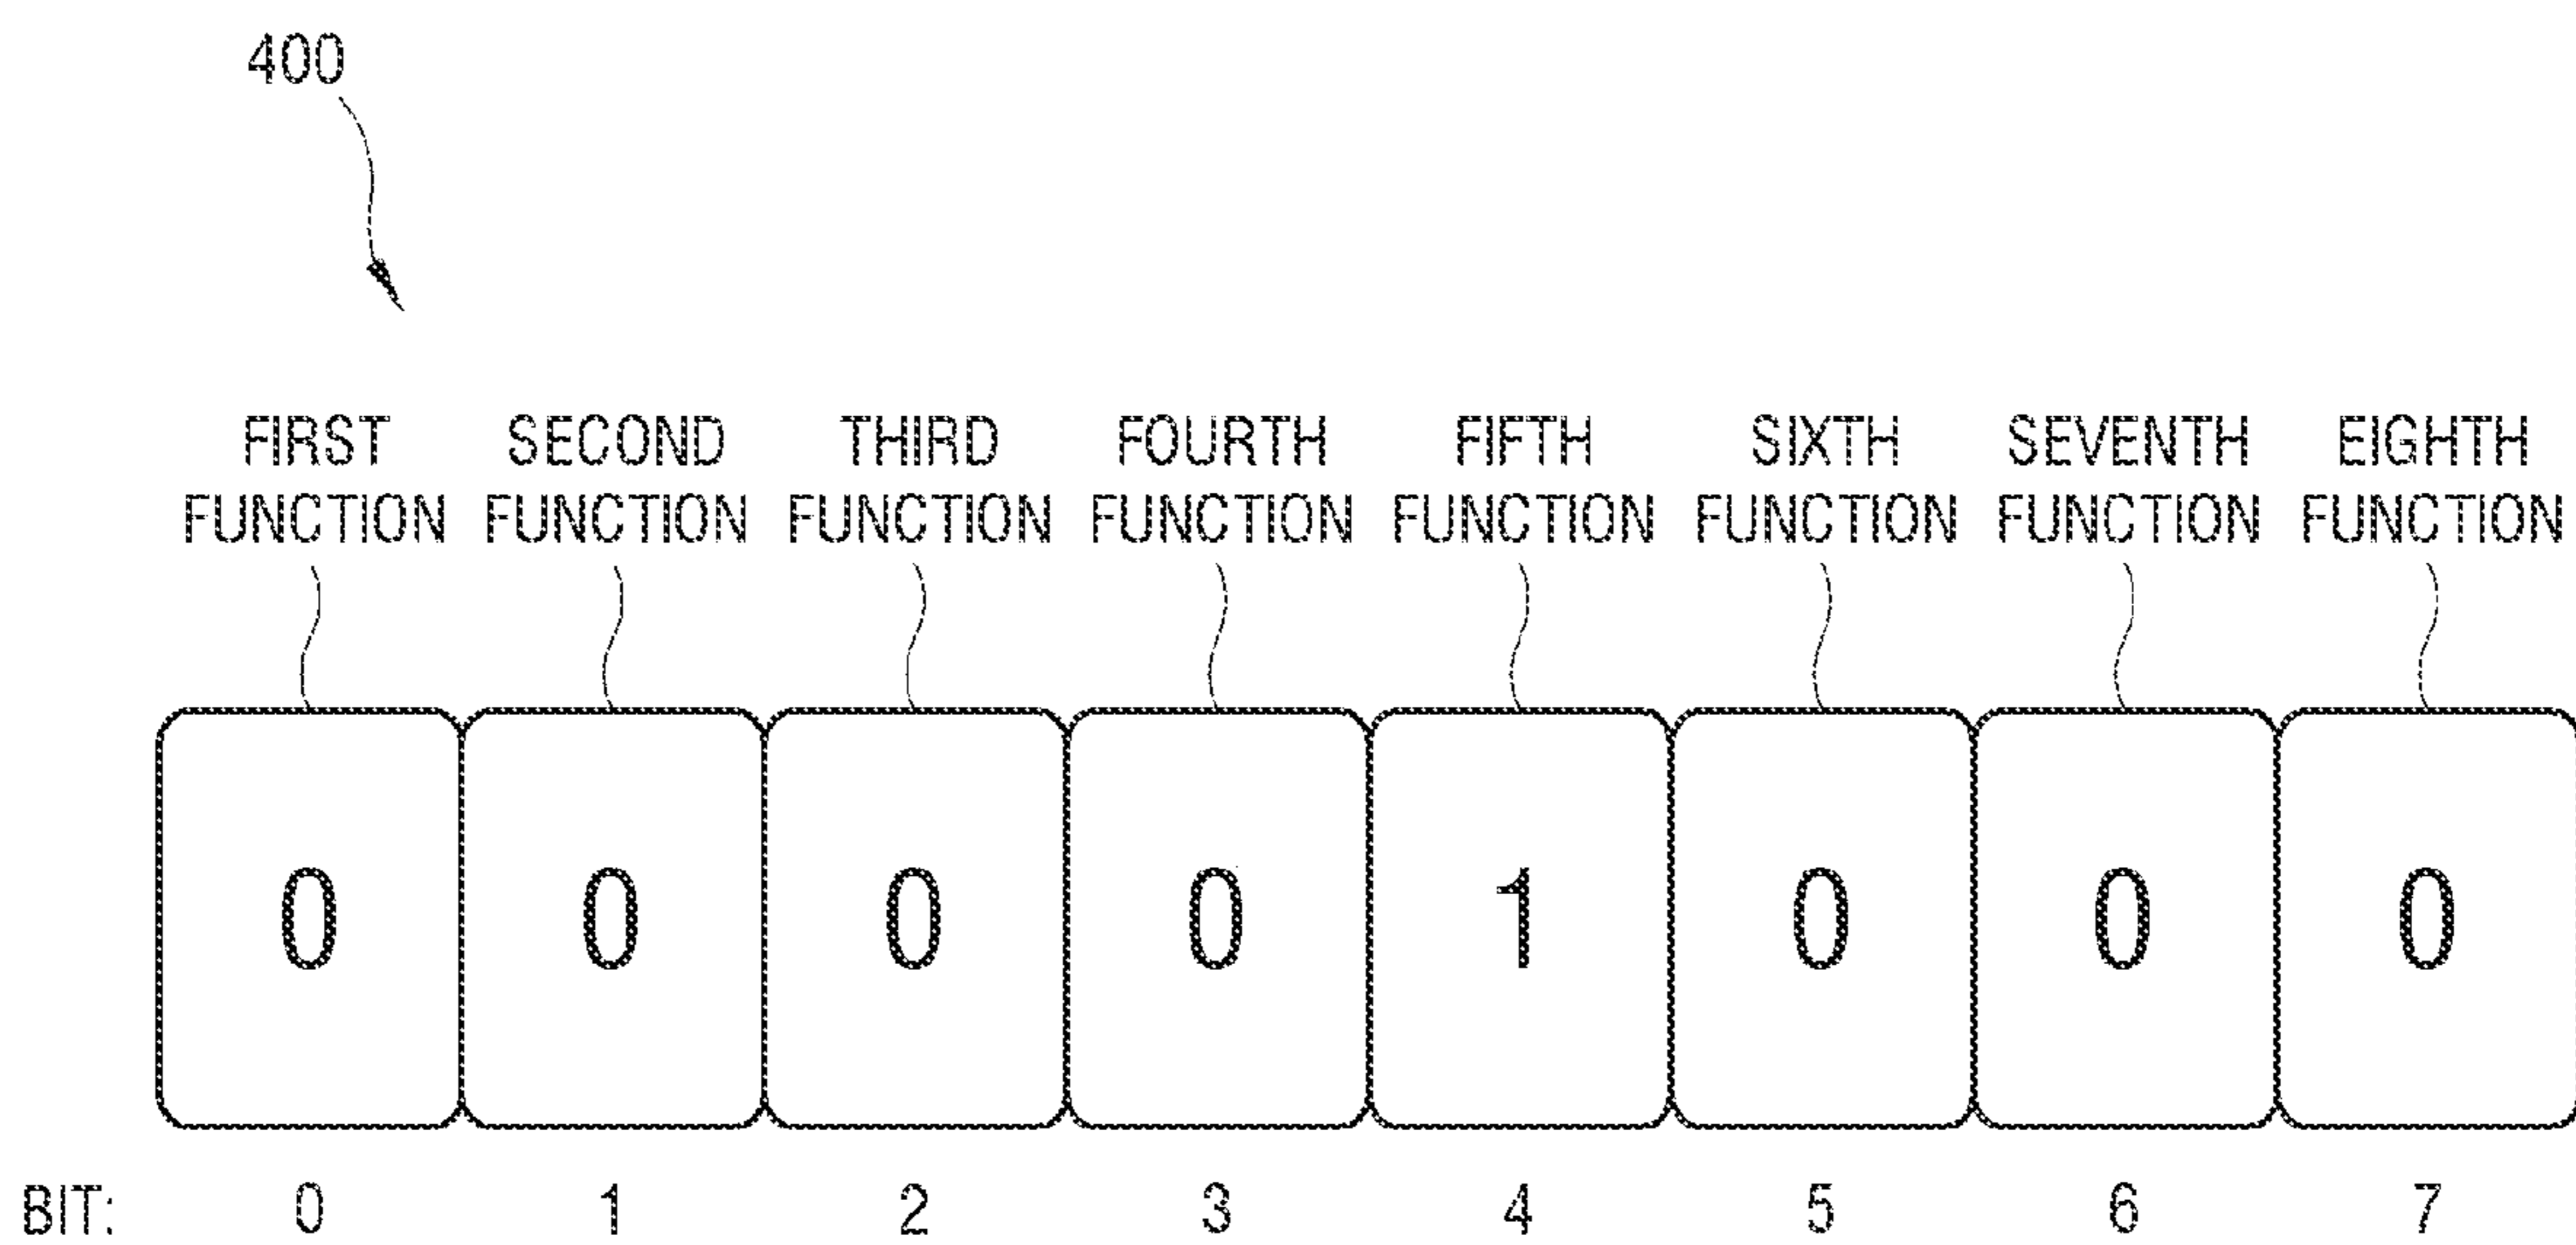 400
FIRST SECOND THIRD FOURTH FIFTH SIXTH SEVENTH EIGHTH
FUNCTION FUNCTION FUNCTION FUNCTION FUNCTION FUNCTION FUNCTION FUNCTION
0 0 0 0 1 0 0 0
BIT: 0 1 2 3 4 5 6 7